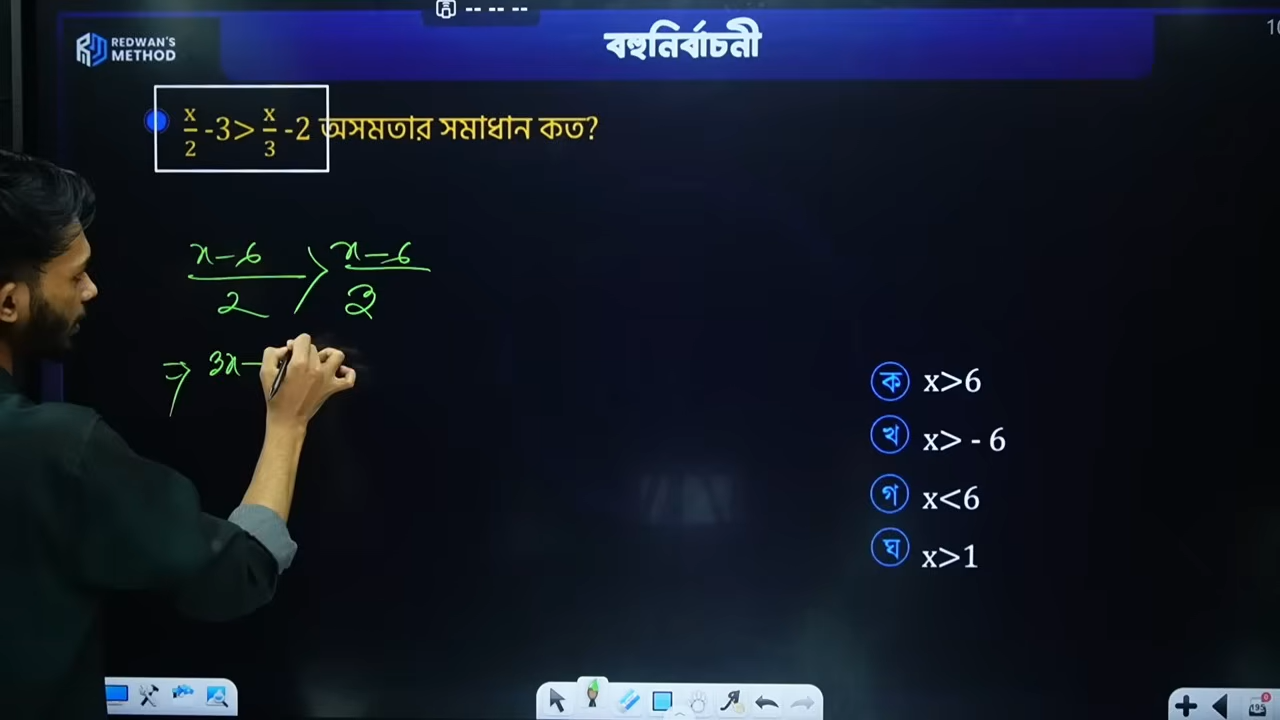 REDWAN'S
METHOD
বহুনির্বাচনী
x/2 -3> x/3 -2 অসমতার সমাধান কত?
x-6/2 > x-6/3
⇒ 3x-
ক x>6
খ x> - 6
গ x<6
ঘ x>1